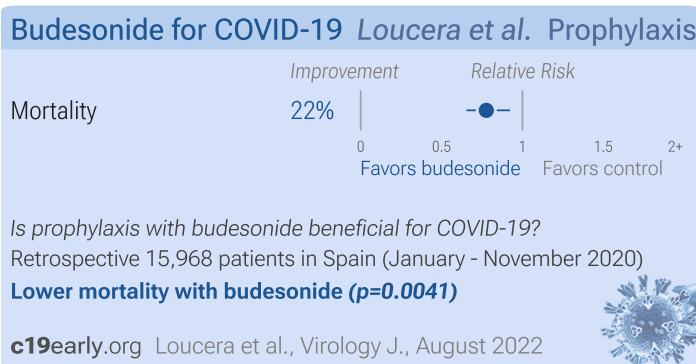 Budesonide for COVID-19 Loucera et al. Prophylaxis
Improvement Relative Risk
Mortality 22%
0 0.5 1 1.5 2+
Favors budesonide Favors control
Is prophylaxis with budesonide beneficial for COVID-19?
Retrospective 15,968 patients in Spain (January - November 2020)
Lower mortality with budesonide (p=0.0041)
c19early.org Loucera et al., Virology J., August 2022